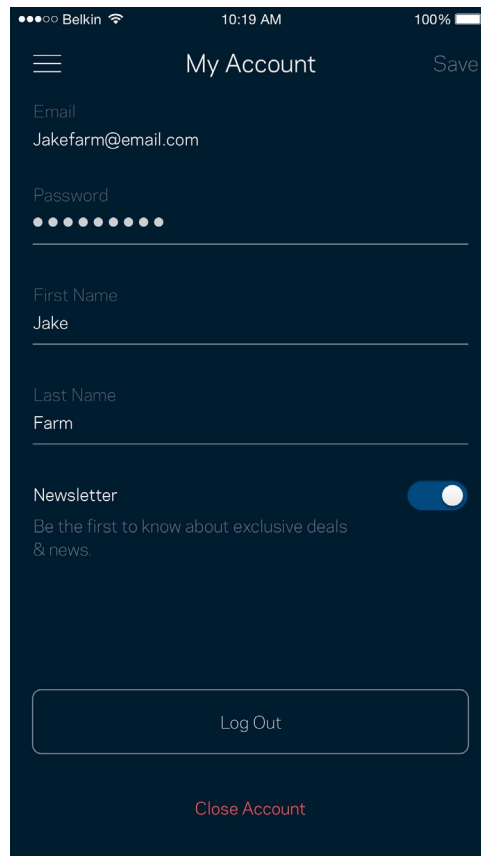 Belkin 10:19 AM 100%
My Account Save
Email
Jakefarm@email.com
Password
First Name
Jake
Last Name
Farm
Newsletter
Be the first to know about exclusive deals
& news.
Log Out
Close Account